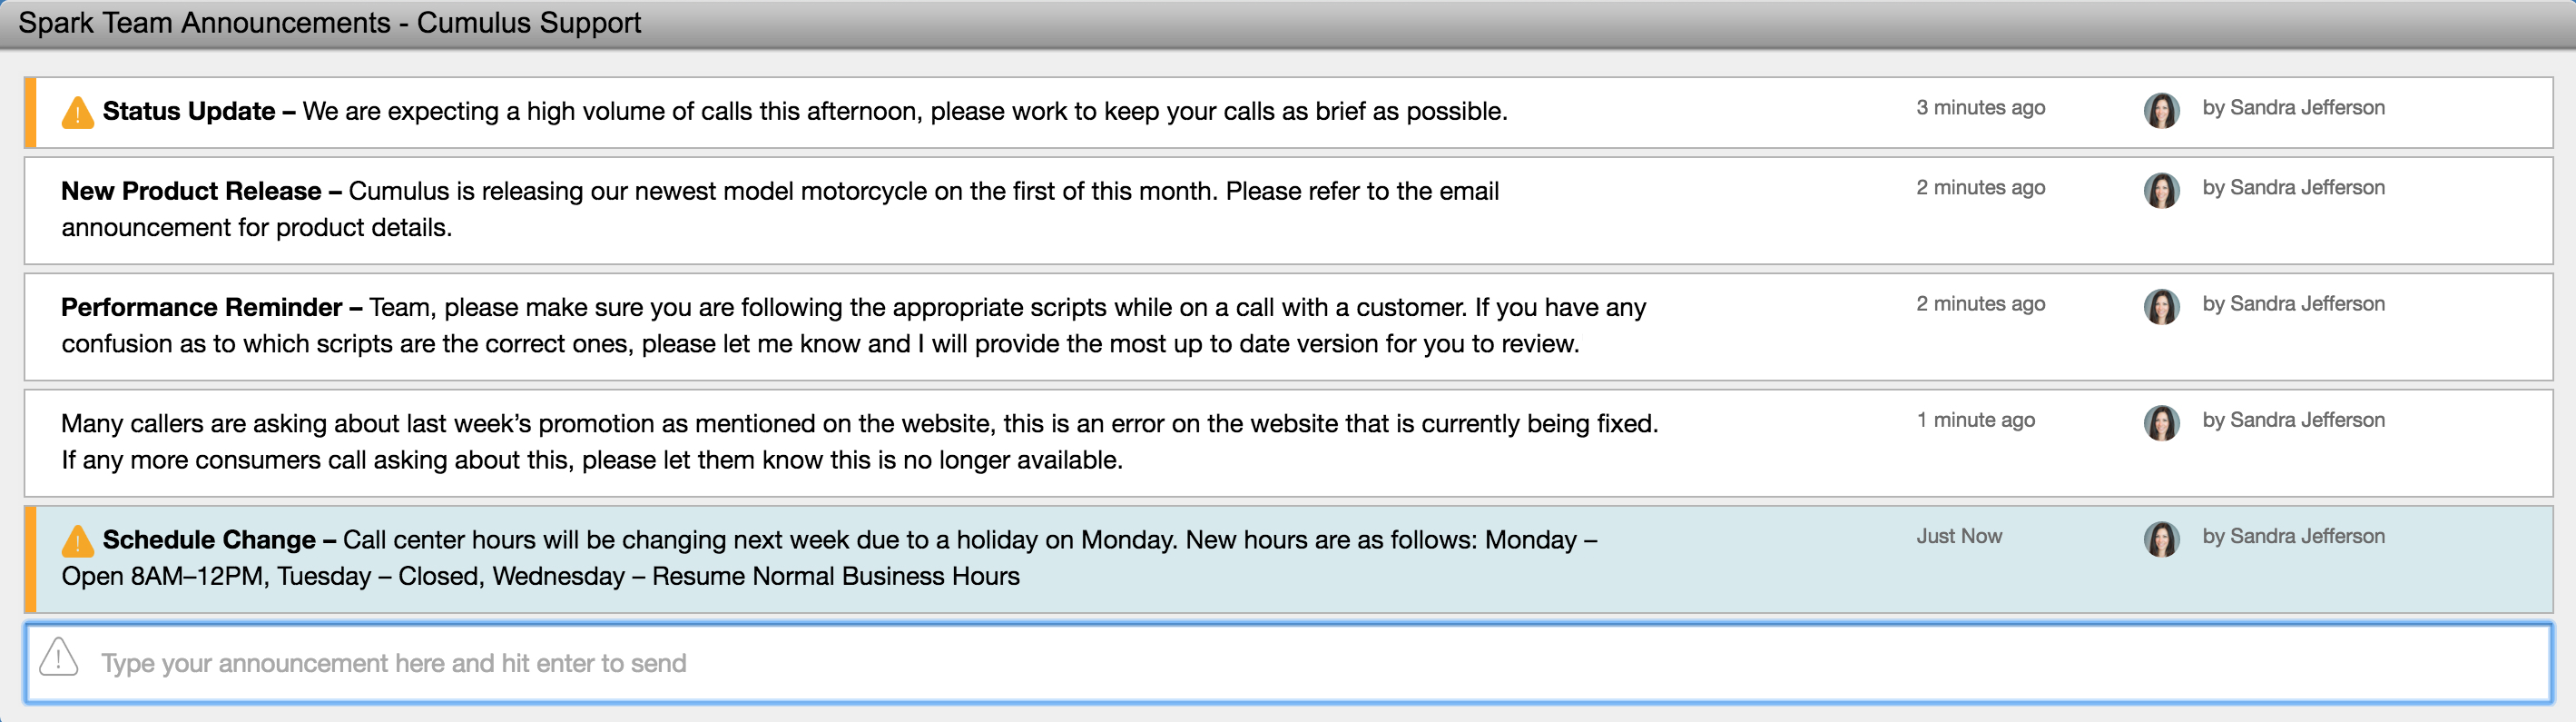 Spark Team Announcements - Cumulus Support
Status Update – We are expecting a high volume of calls this afternoon, please work to keep your calls as brief as possible.
3 minutes ago
by Sandra Jefferson
New Product Release – Cumulus is releasing our newest model motorcycle on the first of this month. Please refer to the email
announcement for product details.
2 minutes ago
by Sandra Jefferson
Performance Reminder – Team, please make sure you are following the appropriate scripts while on a call with a customer. If you have any
confusion as to which scripts are the correct ones, please let me know and I will provide the most up to date version for you to review.
2 minutes ago
by Sandra Jefferson
Many callers are asking about last week’s promotion as mentioned on the website, this is an error on the website that is currently being fixed.
If any more consumers call asking about this, please let them know this is no longer available.
1 minute ago
by Sandra Jefferson
Schedule Change – Call center hours will be changing next week due to a holiday on Monday. New hours are as follows: Monday –
Open 8AM–12PM, Tuesday – Closed, Wednesday – Resume Normal Business Hours
Just Now
by Sandra Jefferson
Type your announcement here and hit enter to send